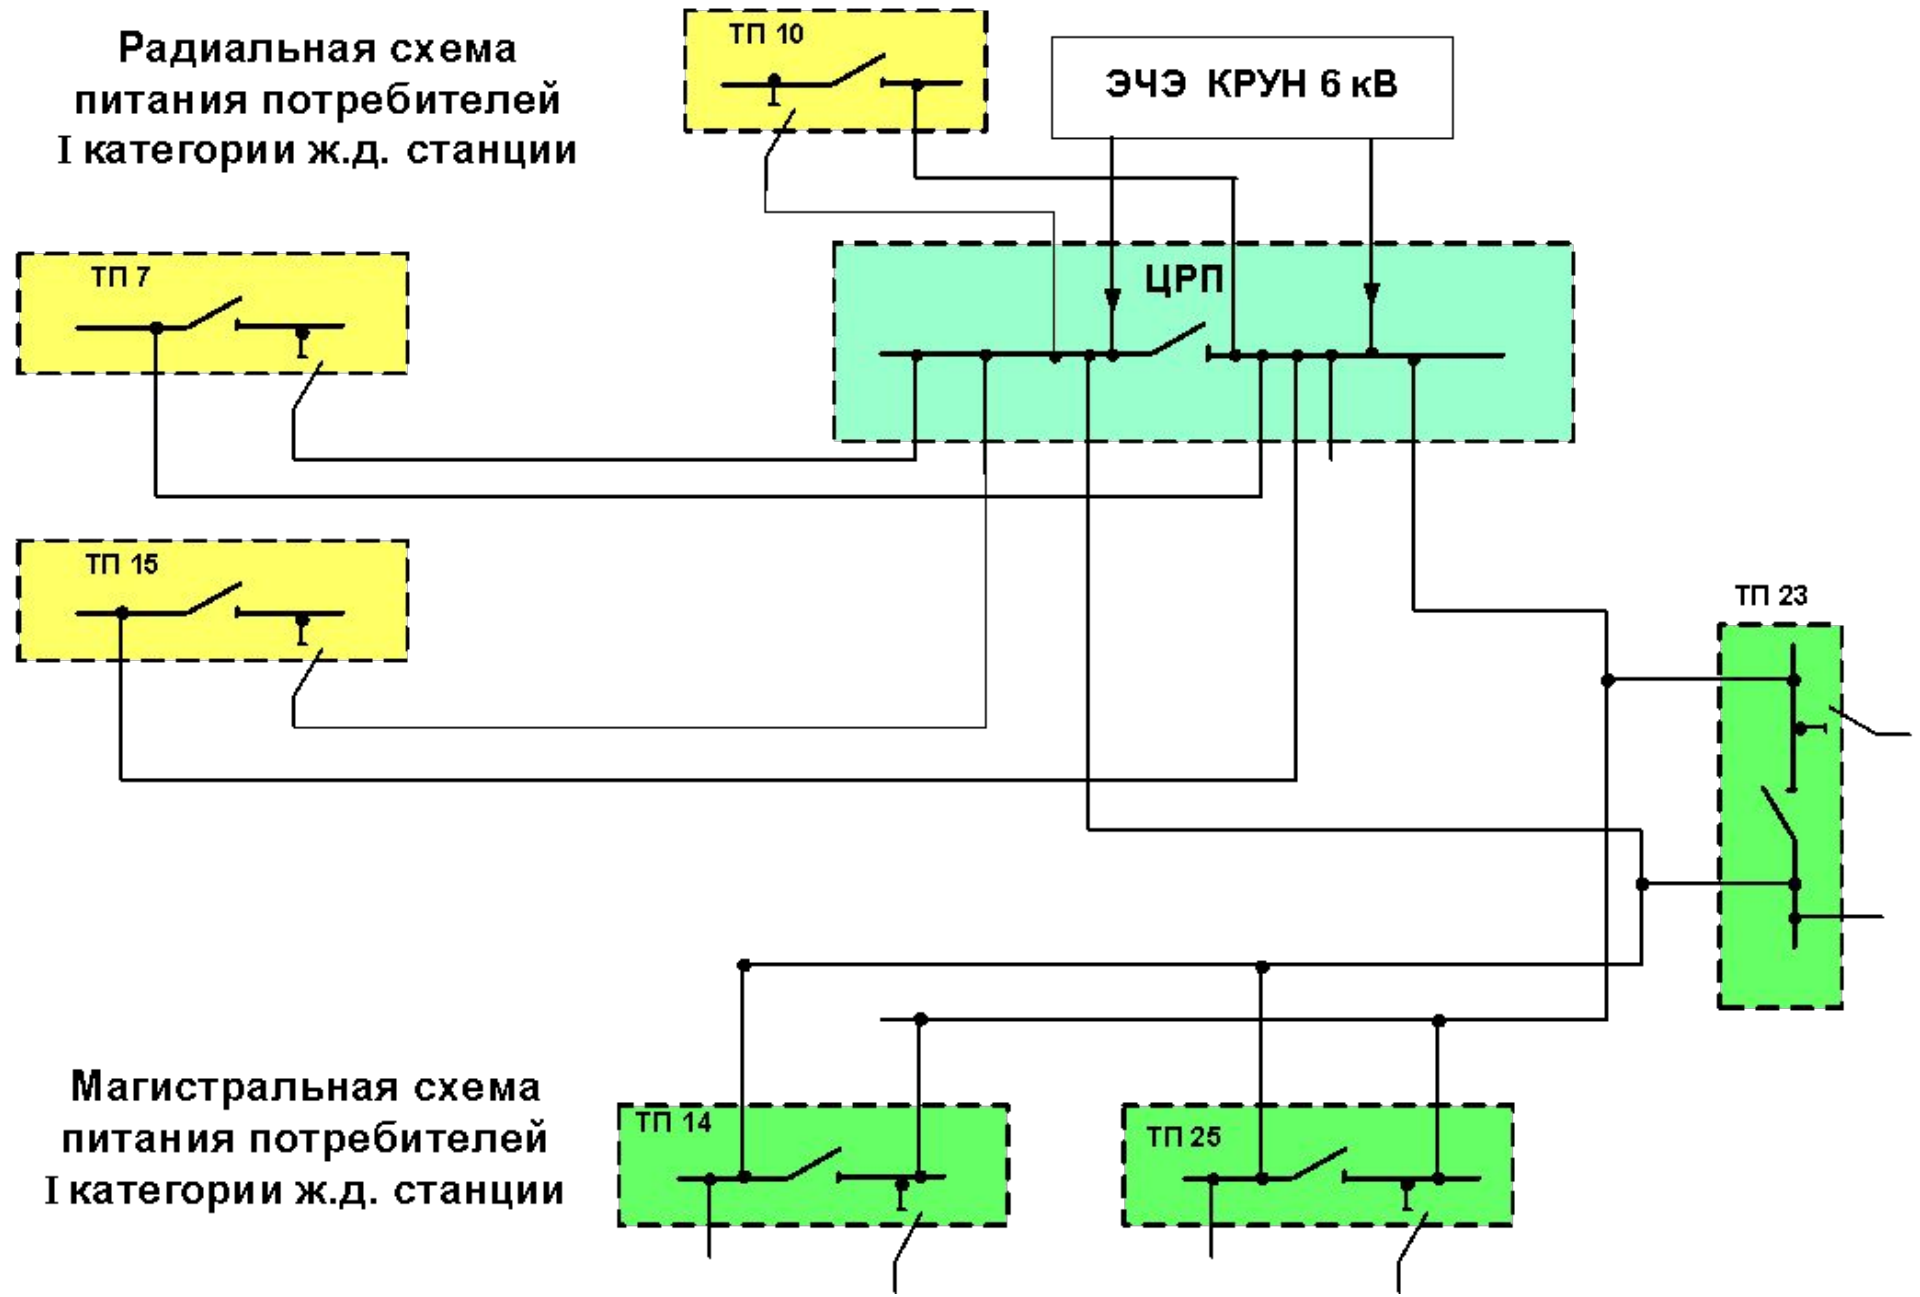 Радиальная схема
питания потребителей
I категории ж.д. станции
ТП 10
ЭЧЭ КРУН 6 кВ
ТП 7
ЦРП
ТП 15
ТП 23
Магистральная схема
питания потребителей
I категории ж.д. станции
ТП 14
ТП 25